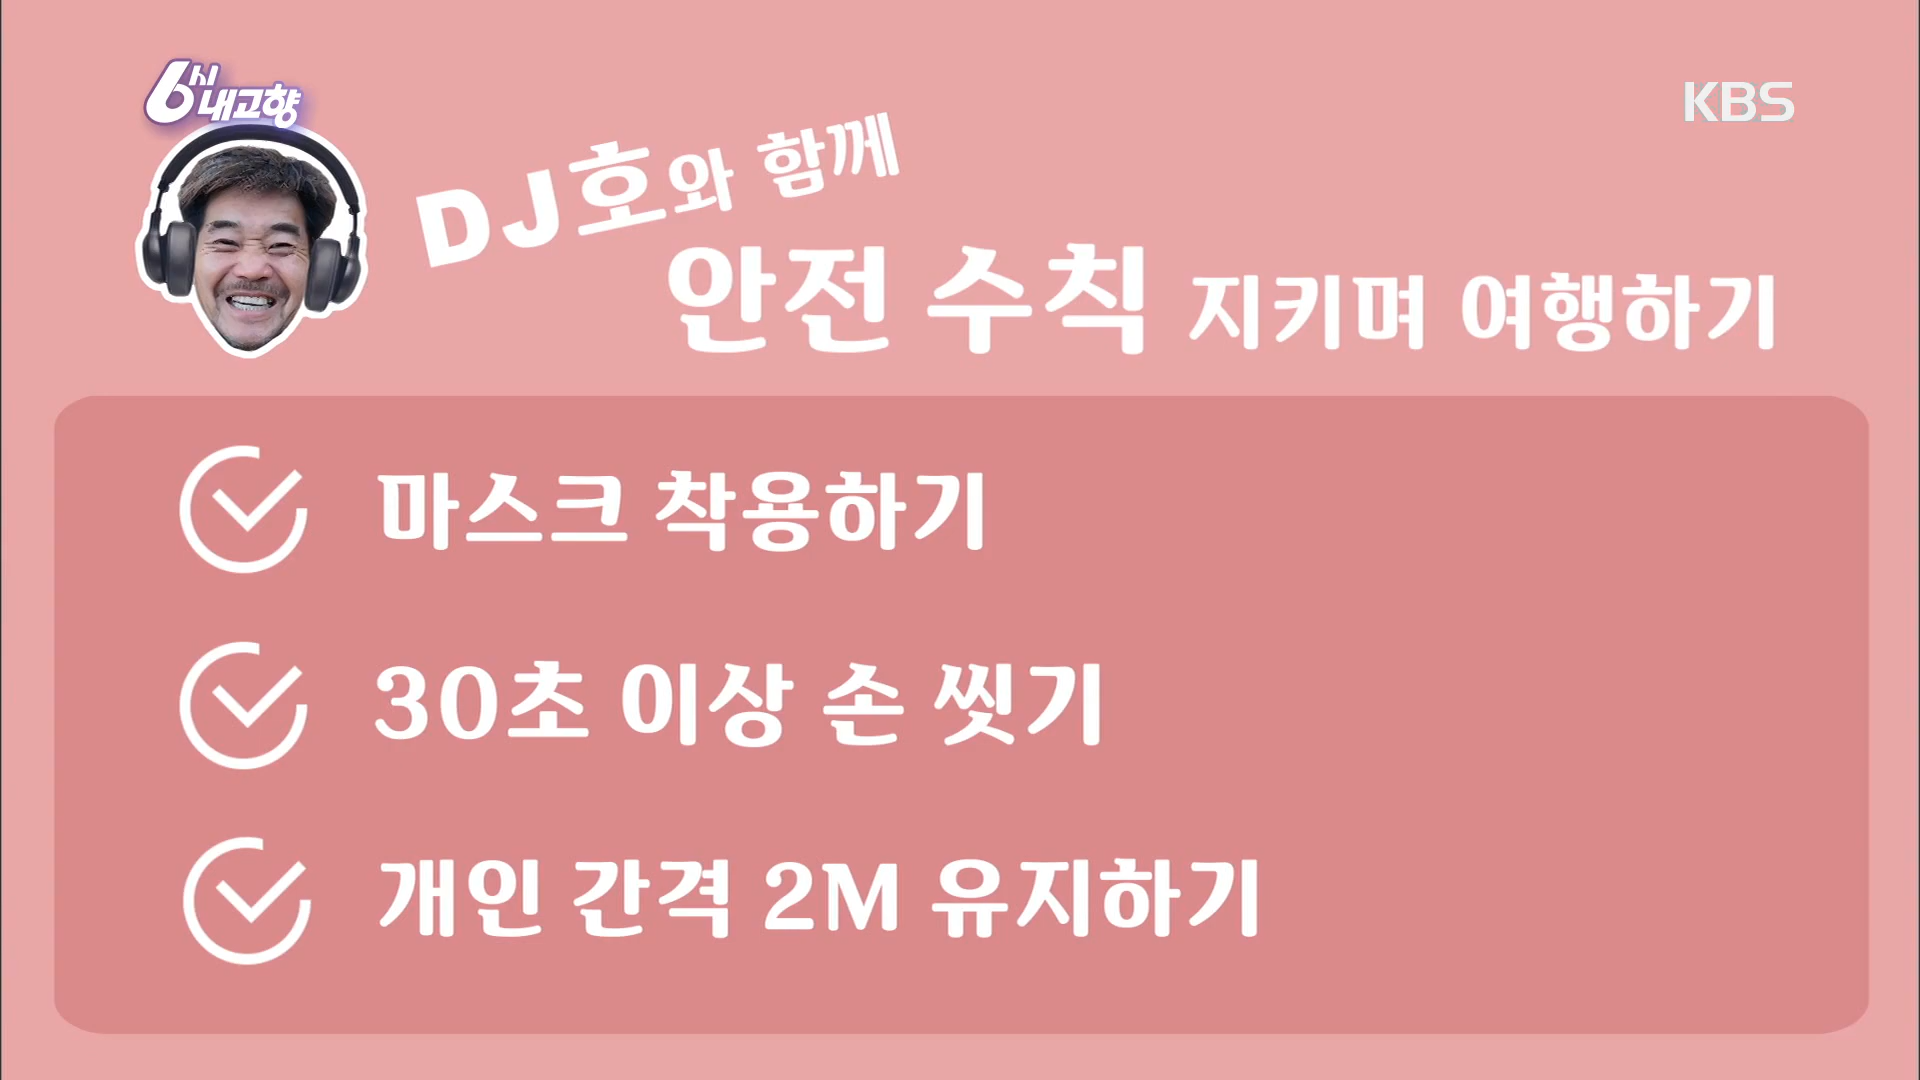 6시 내고향
KBS
DJ호와 함께
안전 수칙 지키며 여행하기
마스크 착용하기
30초 이상 손 씻기
개인 간격 2M 유지하기